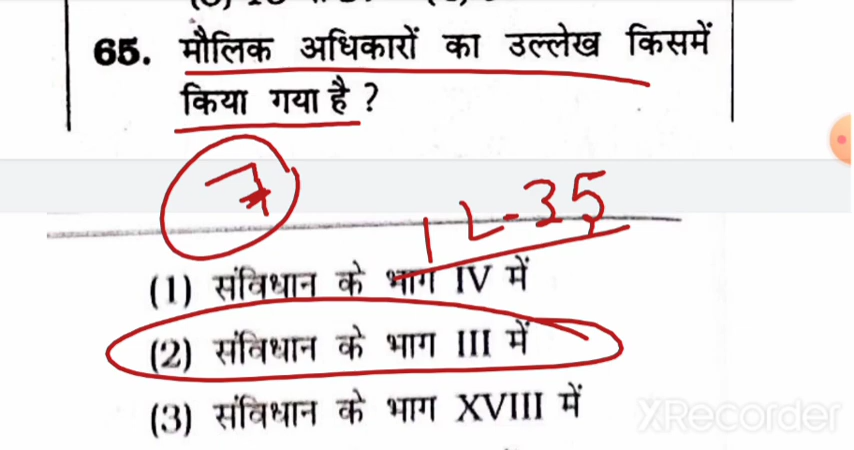 65. मौलिक अधिकारों का उल्लेख किसमें
किया गया है ?
7
12-35
(1) संविधान के भाग IV में
(2) संविधान के भाग III में
(3) संविधान के भाग XVIII में
XRecorder